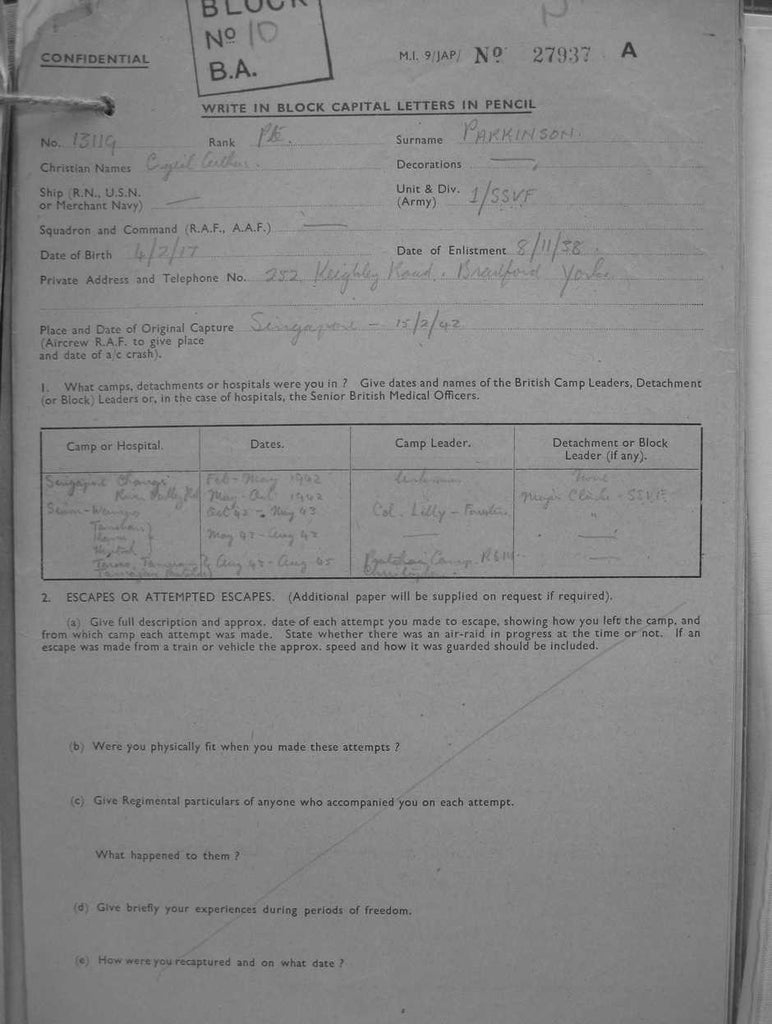 BLOCK
Nº 10
B.A.
CONFIDENTIAL
M.I. 9/JAP/ Nº 27937 A
WRITE IN BLOCK CAPITAL LETTERS IN PENCIL
No. 13119 Rank Pte. Surname PARKINSON.
Christian Names Cyril Arthur. Decorations
Ship (R.N., U.S.N. or Merchant Navy) Unit & Div. (Army) 1/SSVF
Squadron and Command (R.A.F., A.A.F.)
Date of Birth 4/2/17 Date of Enlistment 8/11/38
Private Address and Telephone No. 252 Keighley Road. Bradford Yorks
Place and Date of Original Capture Singapore - 15/2/42
(Aircrew R.A.F. to give place
and date of a/c crash).
1. What camps, detachments or hospitals were you in ? Give dates and names of the British Camp Leaders, Detachment
(or Block) Leaders or, in the case of hospitals, the Senior British Medical Officers.
Camp or Hospital. Dates. Camp Leader. Detachment or Block Leader (if any).
Singapore Changi Feb - May 1942 None
River Valley Rd May - Oct 1942 Major Clarke - SSVF
Oct 42 - May 43 Col. Lilly - "
May 43 - Aug 43
Aug 43 - Aug 45 Camp. RSM
2. ESCAPES OR ATTEMPTED ESCAPES. (Additional paper will be supplied on request if required).
(a) Give full description and approx. date of each attempt you made to escape, showing how you left the camp, and
from which camp each attempt was made. State whether there was an air-raid in progress at the time or not. If an
escape was made from a train or vehicle the approx. speed and how it was guarded should be included.
(b) Were you physically fit when you made these attempts ?
(c) Give Regimental particulars of anyone who accompanied you on each attempt.
What happened to them ?
(d) Give briefly your experiences during periods of freedom.
(e) How were you recaptured and on what date ?